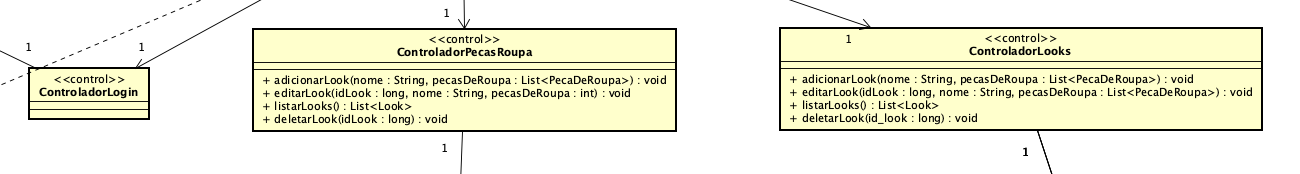 1
1
1
1
<<control>>
ControladorLogin
<<control>>
ControladorPecasRoupa
+ adicionarLook(nome : String, pecasDeRoupa : List<PecaDeRoupa>) : void
+ editarLook(idLook : long, nome : String, pecasDeRoupa : int) : void
+ listarLooks() : List<Look>
+ deletarLook(idLook : long) : void
1
<<control>>
ControladorLooks
+ adicionarLook(nome : String, pecasDeRoupa : List<PecaDeRoupa>) : void
+ editarLook(idLook : long, nome : String, pecasDeRoupa : List<PecaDeRoupa>) : void
+ listarLooks() : List<Look>
+ deletarLook(id_look : long) : void
1